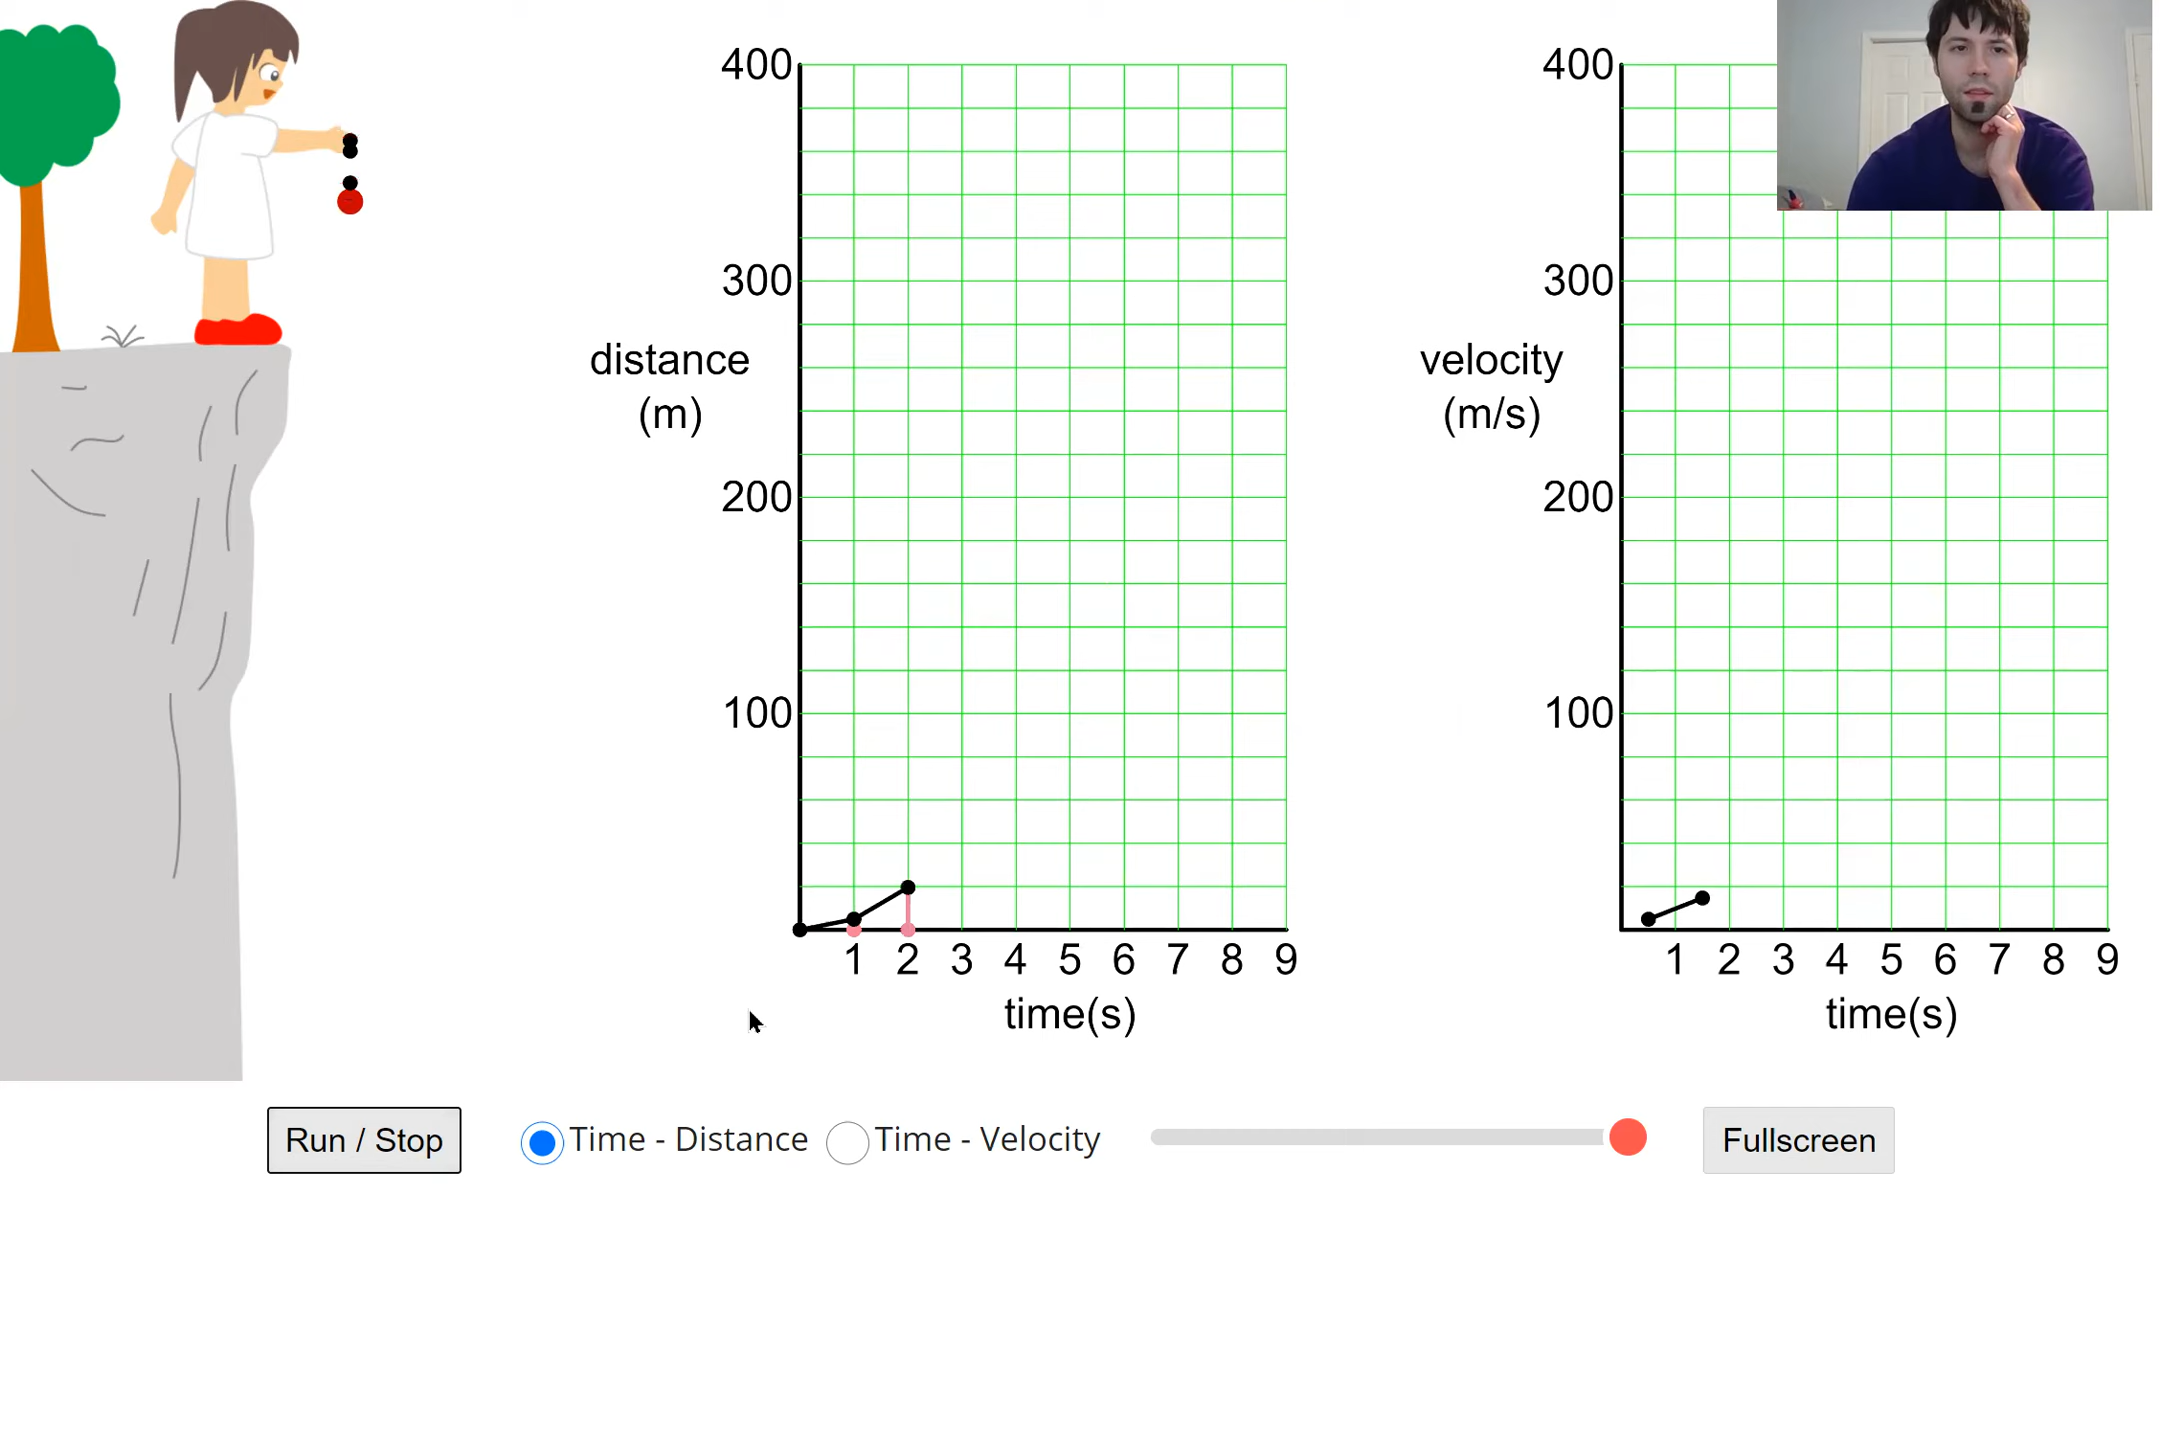 400
300
distance
(m)
200
100
1 2 3 4 5 6 7 8 9
time(s)
400
300
velocity
(m/s)
200
100
1 2 3 4 5 6 7 8 9
time(s)
Run / Stop
Time - Distance
Time - Velocity
Fullscreen